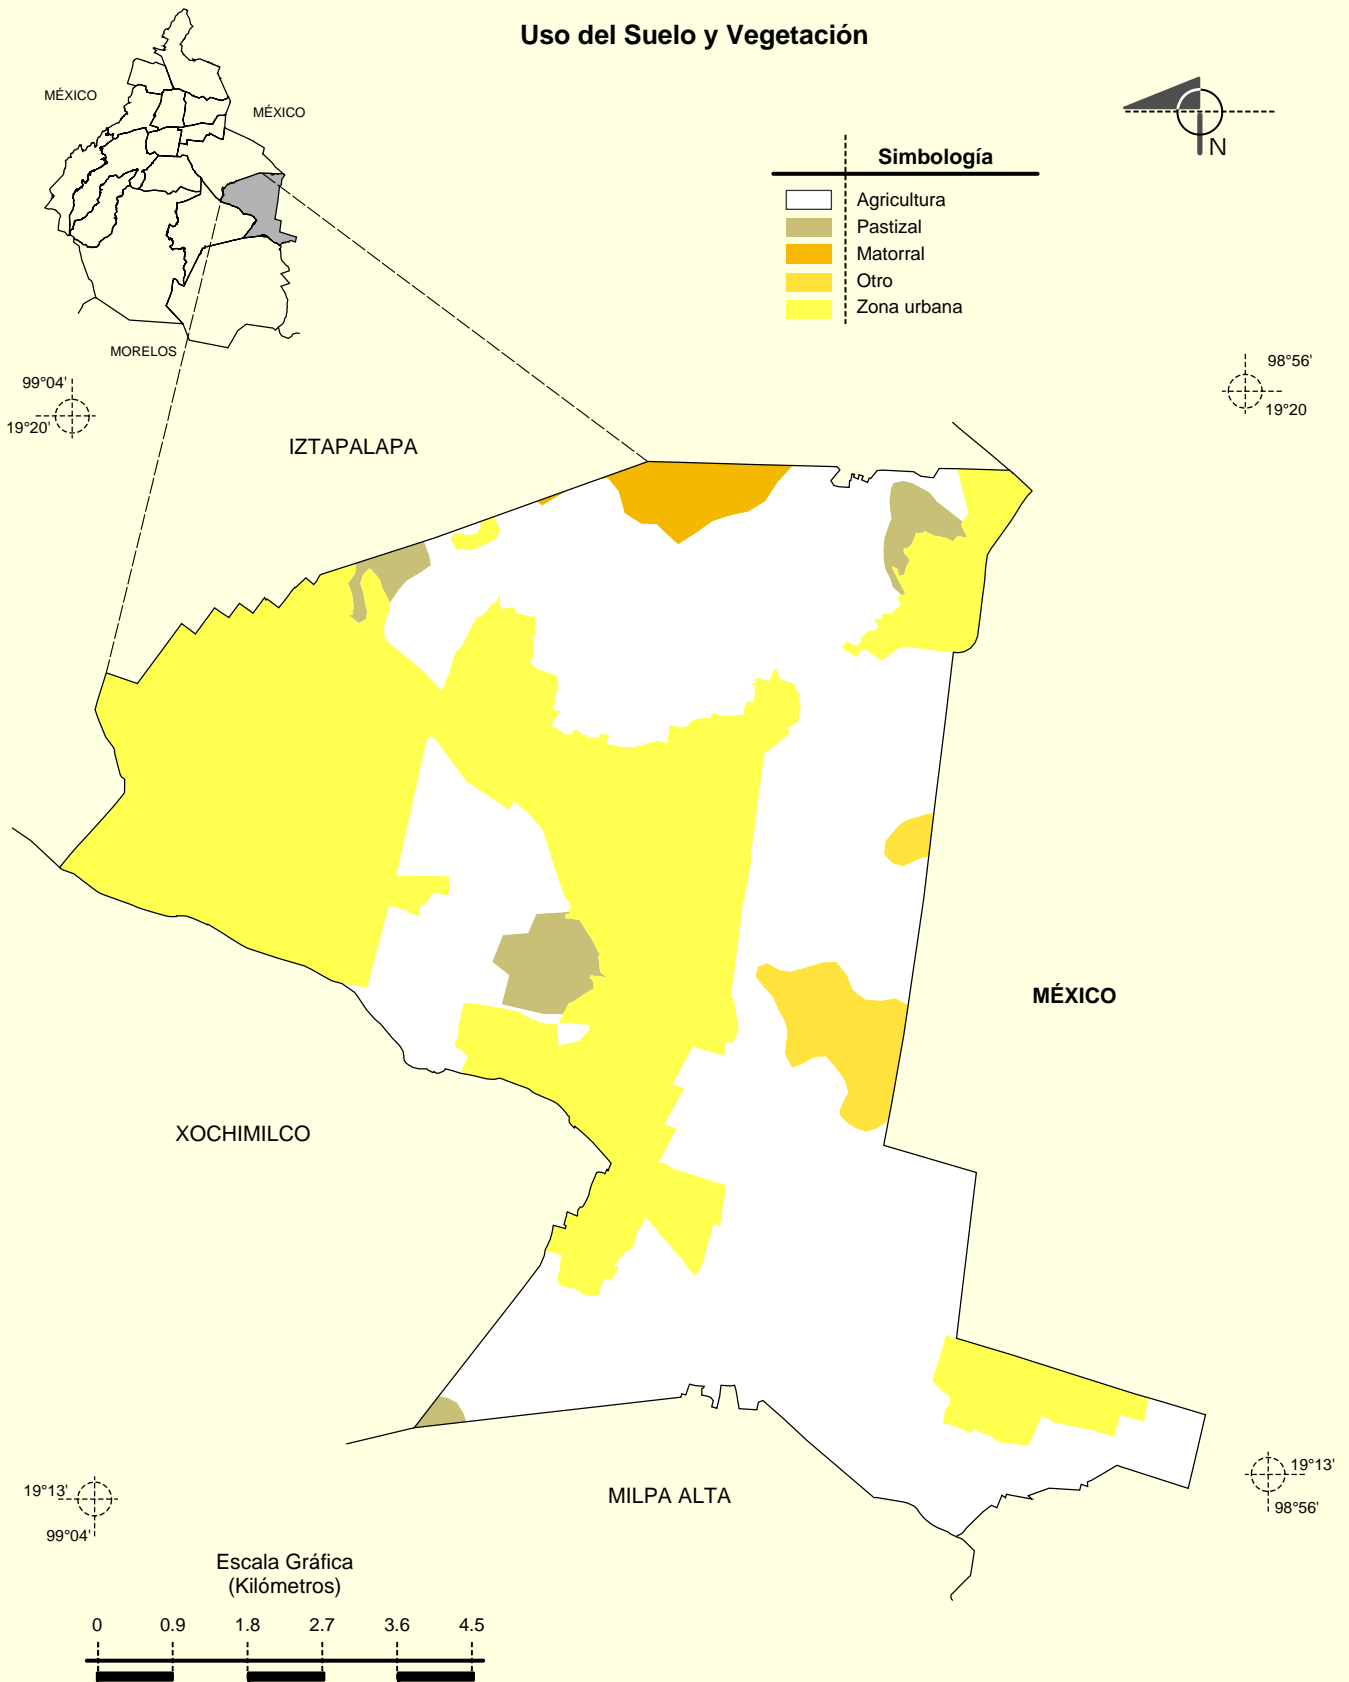 Uso del Suelo y Vegetación
MÉXICO
MÉXICO
MORELOS
N
Simbología
Agricultura
Pastizal
Matorral
Otro
Zona urbana
99°04'
19°20'
98°56'
19°20
IZTAPALAPA
MÉXICO
XOCHIMILCO
MILPA ALTA
19°13'
99°04'
19°13'
98°56'
Escala Gráfica
(Kilómetros)
0 0.9 1.8 2.7 3.6 4.5